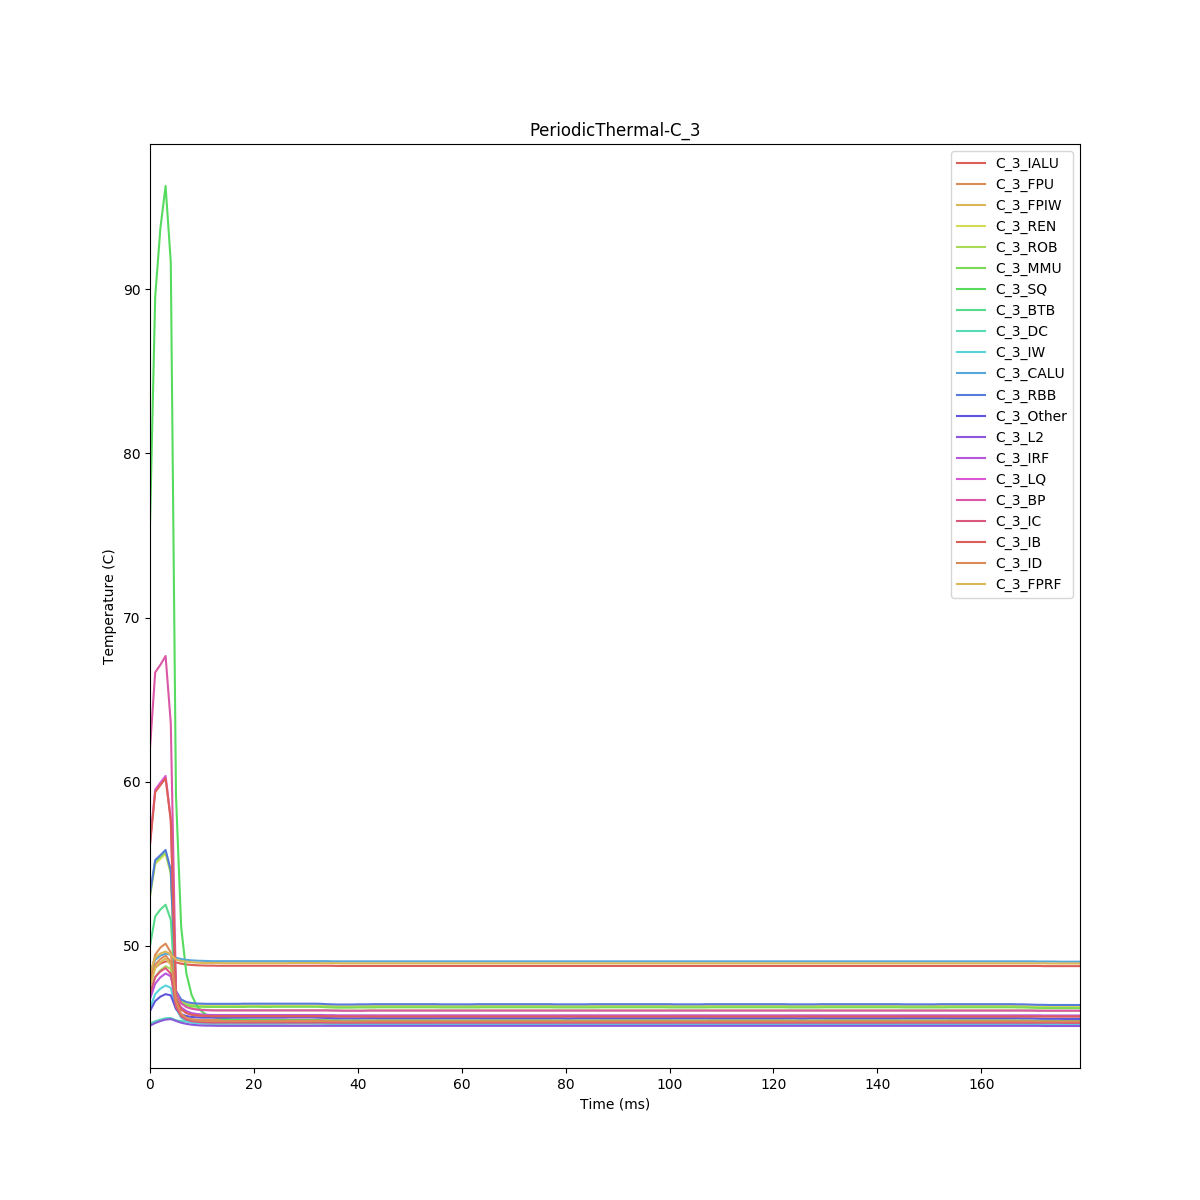 PeriodicThermal-C_3
Temperature (C)
90
80
70
60
50
0 20 40 60 80 100 120 140 160
Time (ms)
C_3_IALU
C_3_FPU
C_3_FPIW
C_3_REN
C_3_ROB
C_3_MMU
C_3_SQ
C_3_BTB
C_3_DC
C_3_IW
C_3_CALU
C_3_RBB
C_3_Other
C_3_L2
C_3_IRF
C_3_LQ
C_3_BP
C_3_IC
C_3_IB
C_3_ID
C_3_FPRF